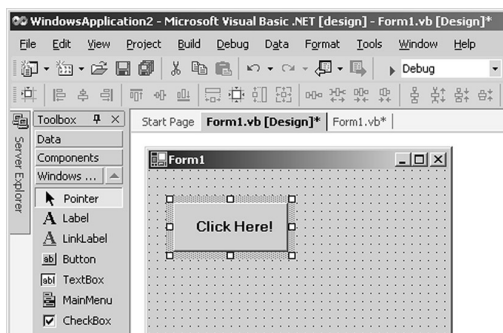 WindowsApplication2 - Microsoft Visual Basic .NET [design] - Form1.vb [Design]*
File Edit View Project Build Debug Data Format Tools Window Help
Debug
Server Explorer
Toolbox
Data
Components
Windows ...
Pointer
A Label
A LinkLabel
ab Button
abl TextBox
MainMenu
CheckBox
Start Page Form1.vb [Design]* Form1.vb*
Form1
Click Here!